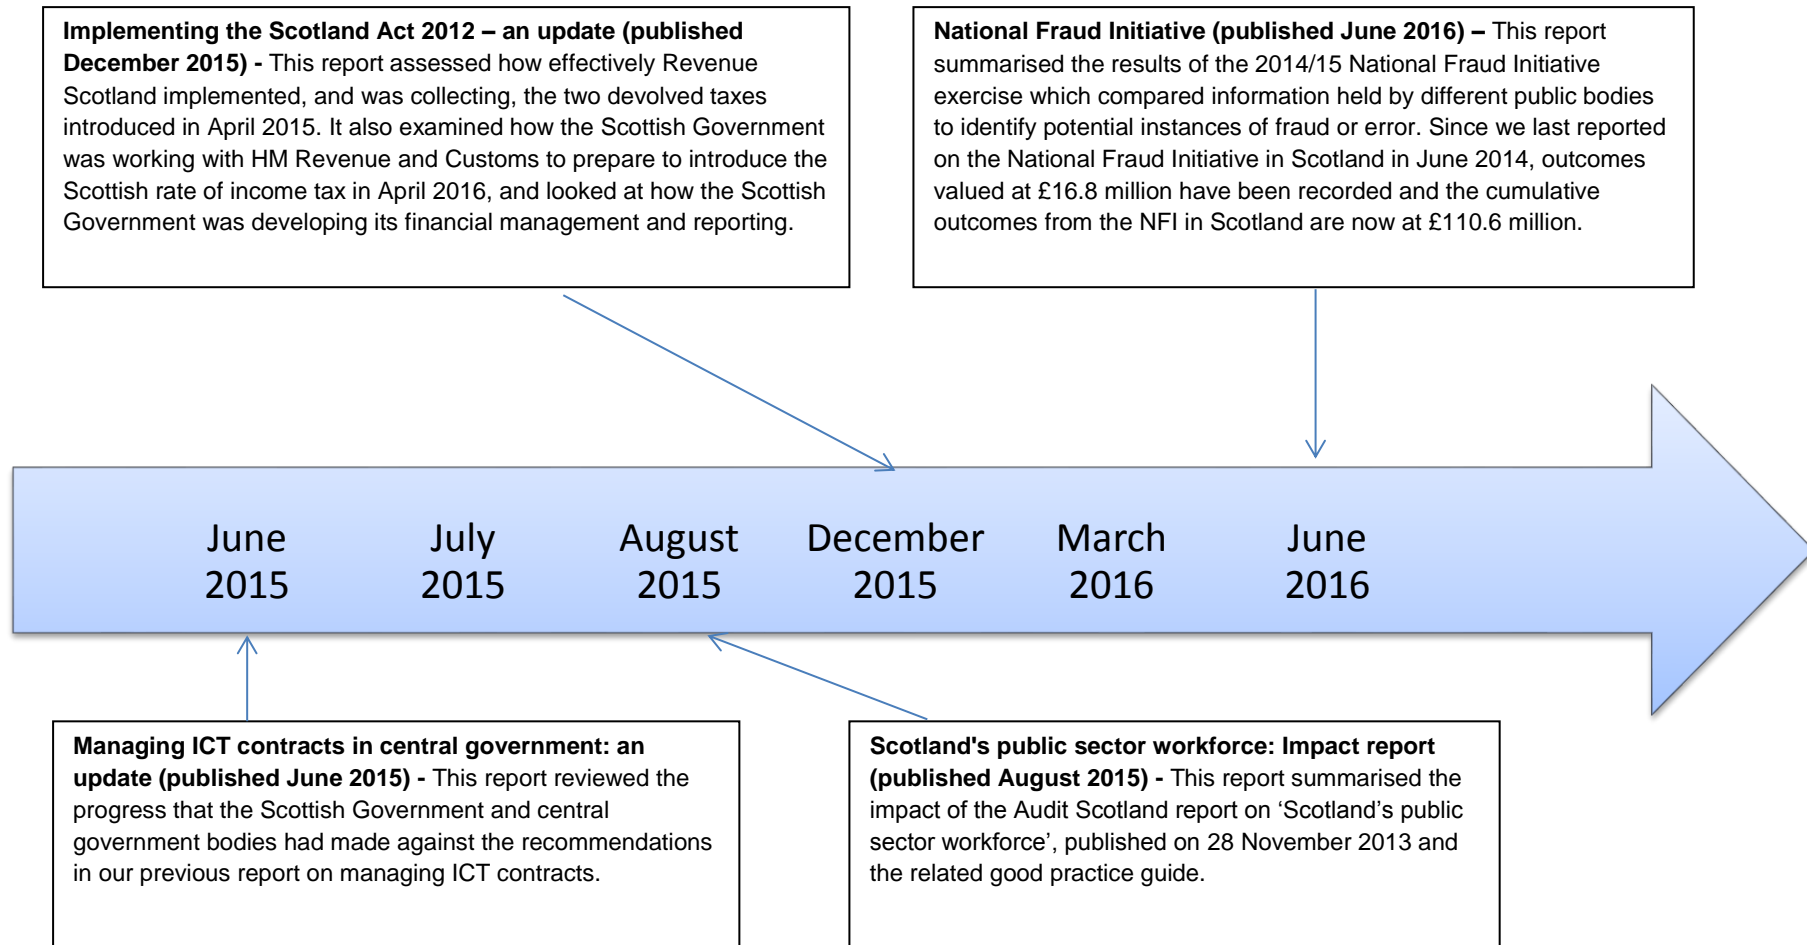 Implementing the Scotland Act 2012 – an update (published
December 2015) - This report assessed how effectively Revenue
Scotland implemented, and was collecting, the two devolved taxes
introduced in April 2015. It also examined how the Scottish Government
was working with HM Revenue and Customs to prepare to introduce the
Scottish rate of income tax in April 2016, and looked at how the Scottish
Government was developing its financial management and reporting.
National Fraud Initiative (published June 2016) – This report
summarised the results of the 2014/15 National Fraud Initiative
exercise which compared information held by different public bodies
to identify potential instances of fraud or error. Since we last reported
on the National Fraud Initiative in Scotland in June 2014, outcomes
valued at £16.8 million have been recorded and the cumulative
outcomes from the NFI in Scotland are now at £110.6 million.
June
2015
July
2015
August
2015
December
2015
March
2016
June
2016
Managing ICT contracts in central government: an
update (published June 2015) - This report reviewed the
progress that the Scottish Government and central
government bodies had made against the recommendations
in our previous report on managing ICT contracts.
Scotland's public sector workforce: Impact report
(published August 2015) - This report summarised the
impact of the Audit Scotland report on ‘Scotland’s public
sector workforce’, published on 28 November 2013 and
the related good practice guide.